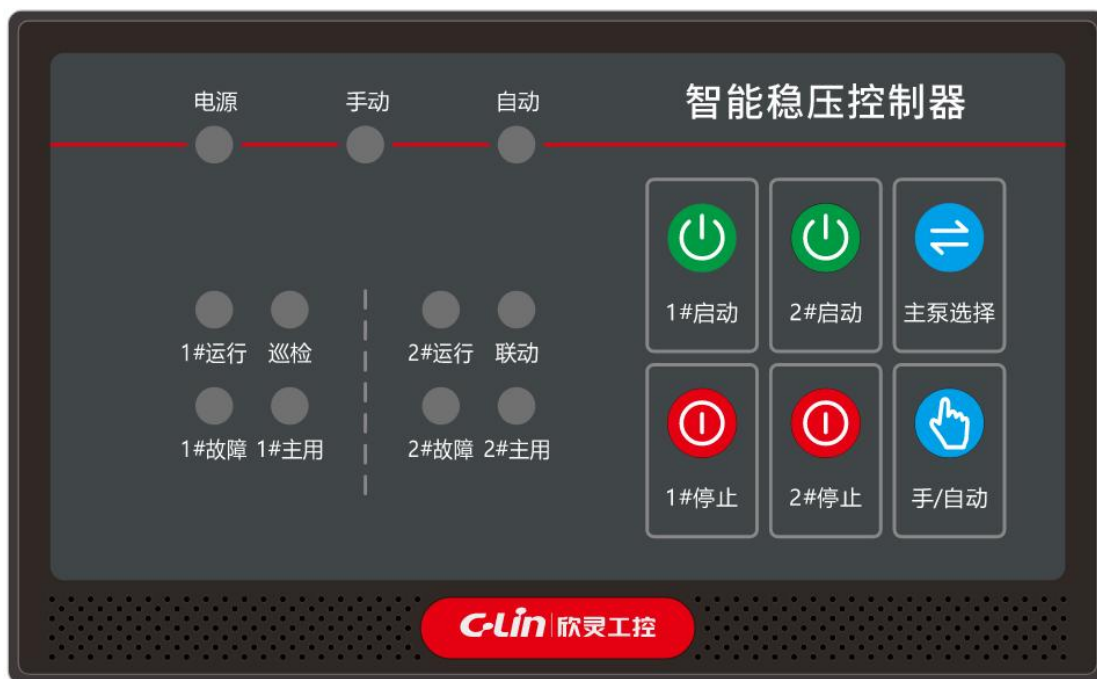 电源 手动 自动
智能稳压控制器
1#启动 2#启动 主泵选择
1#运行 巡检 2#运行 联动
1#故障 1#主用 2#故障 2#主用
1#停止 2#停止 手/自动
C-Lin 欣灵工控